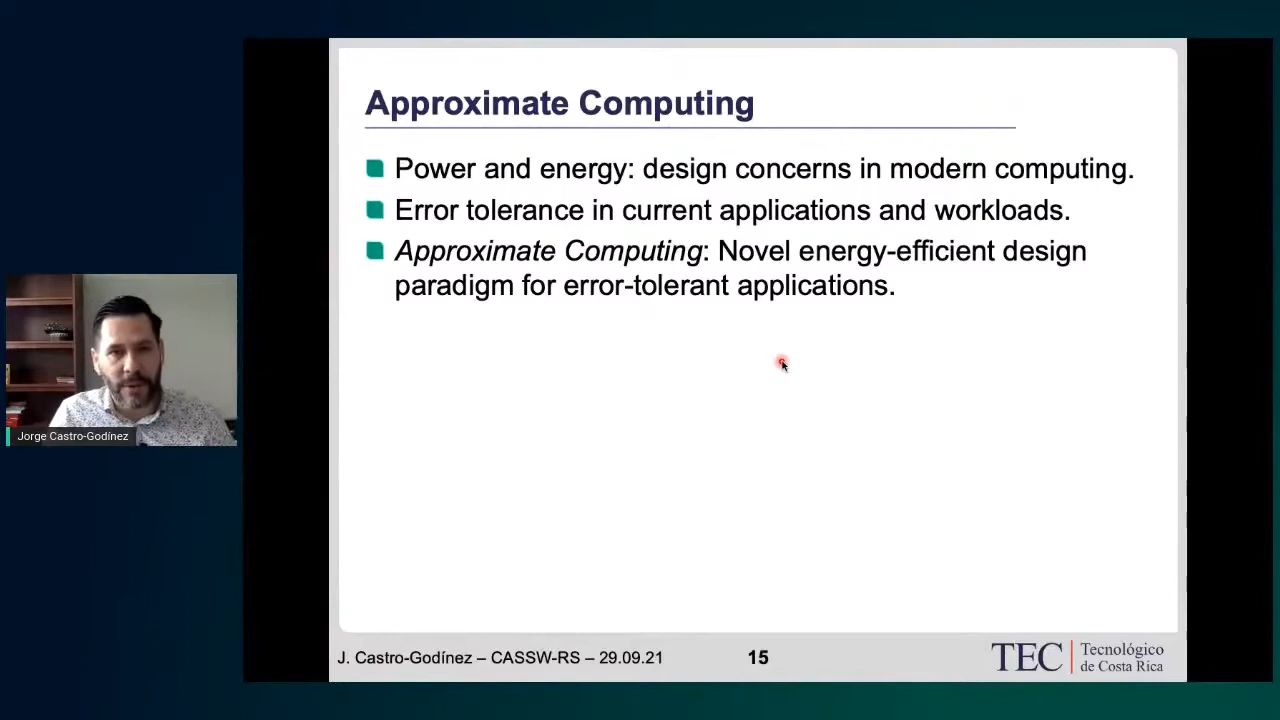 Approximate Computing
Power and energy: design concerns in modern computing.
Error tolerance in current applications and workloads.
Approximate Computing: Novel energy-efficient design
paradigm for error-tolerant applications.
Jorge Castro-Godínez
J. Castro-Godínez – CASSW-RS – 29.09.21
15
TEC
Tecnológico
de Costa Rica